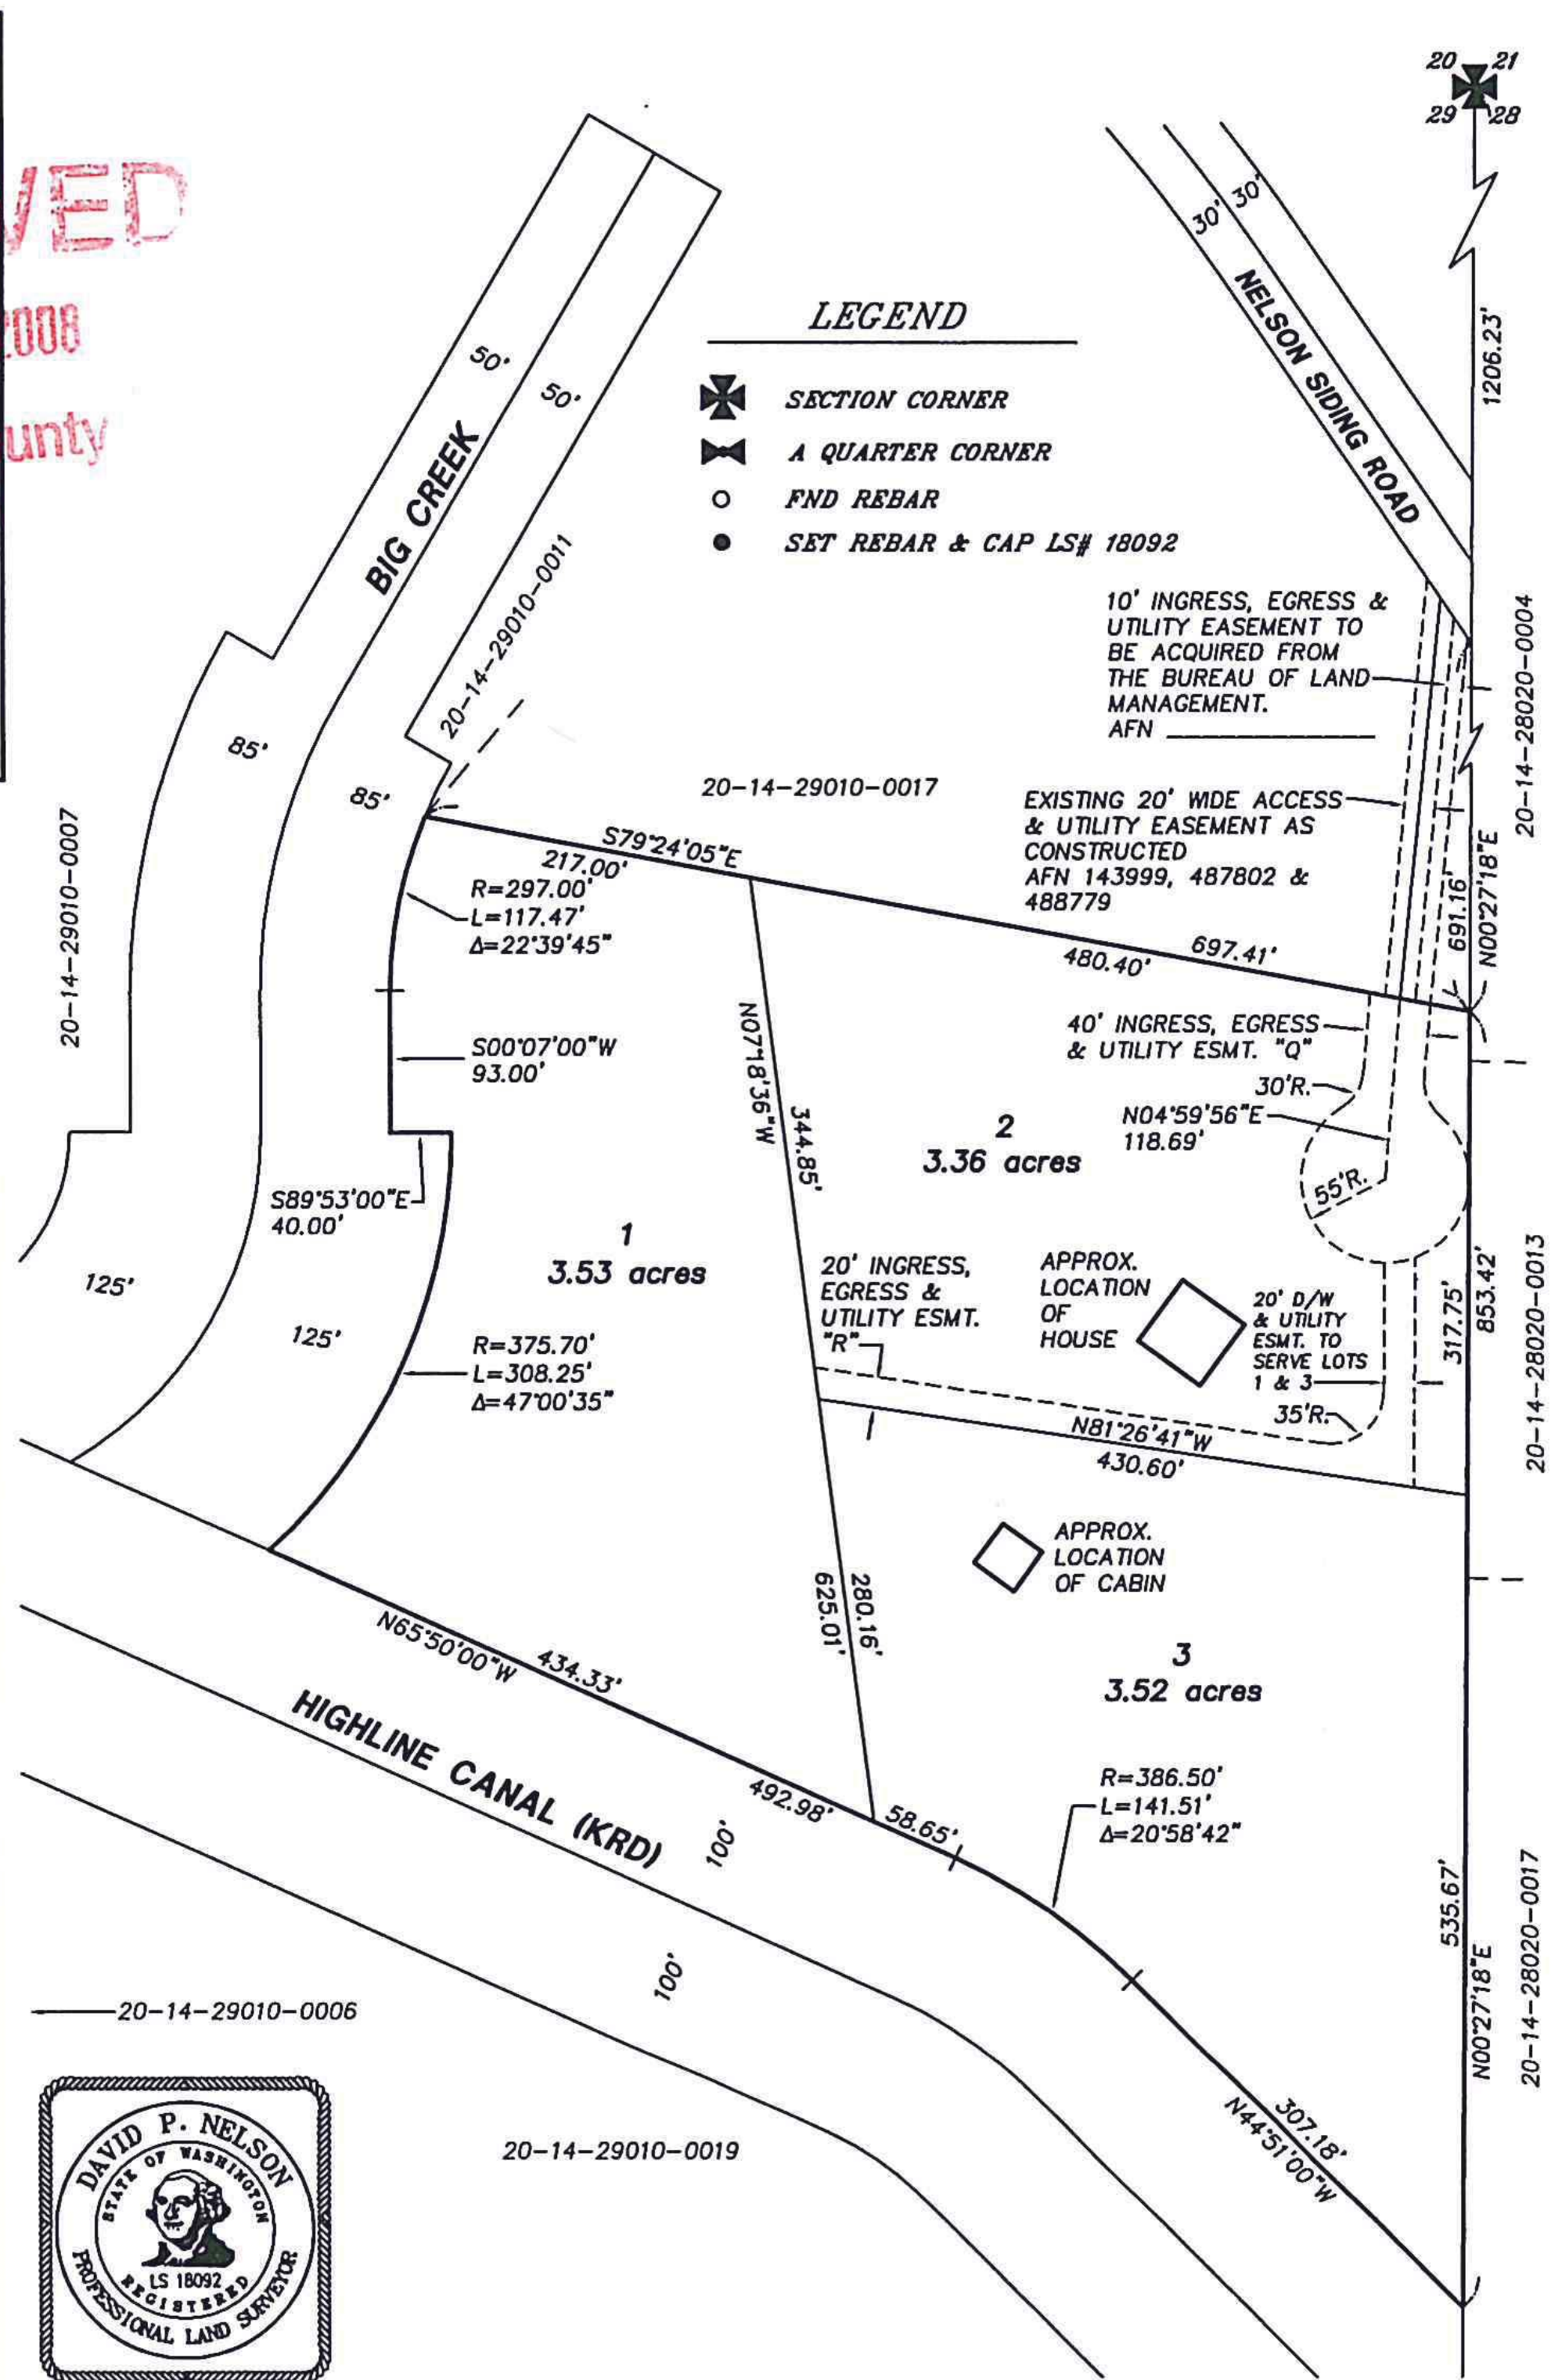 20 21
29 28
VED
2008
unty
LEGEND
SECTION CORNER
A QUARTER CORNER
FND REBAR
SET REBAR & CAP LS# 18092
50'
50'
BIG CREEK
20-14-29010-0011
30'
30'
NELSON SIDING ROAD
1206.23'
10' INGRESS, EGRESS &
UTILITY EASEMENT TO
BE ACQUIRED FROM
THE BUREAU OF LAND
MANAGEMENT.
AFN
20-14-28020-0004
85'
85'
20-14-29010-0007
20-14-29010-0017
EXISTING 20' WIDE ACCESS
& UTILITY EASEMENT AS
CONSTRUCTED
AFN 143999, 487802 &
488779
S79°24'05"E
217.00'
697.41'
480.40'
691.16'
N00°27'18"E
R=297.00'
L=117.47'
Δ=22°39'45"
S00°07'00"W
93.00'
N07°18'36"W
344.85'
40' INGRESS, EGRESS
& UTILITY ESMT. "Q"
30'R.
N04°59'56"E
118.69'
55'R.
2
3.36 acres
S89°53'00"E
40.00'
1
3.53 acres
125'
125'
R=375.70'
L=308.25'
Δ=47°00'35"
20' INGRESS,
EGRESS &
UTILITY ESMT.
"R"
APPROX.
LOCATION
OF
HOUSE
20' D/W
& UTILITY
ESMT. TO
SERVE LOTS
1 & 3
35'R.
317.75'
853.42'
20-14-28020-0013
N81°26'41"W
430.60'
APPROX.
LOCATION
OF CABIN
280.16'
625.01'
3
3.52 acres
N65°50'00"W
434.33'
492.98'
58.65'
HIGHLINE CANAL (KRD)
100'
100'
R=386.50'
L=141.51'
Δ=20°58'42"
535.67'
N00°27'18"E
20-14-28020-0017
307.18'
N44°51'00"W
20-14-29010-0006
20-14-29010-0019
DAVID P. NELSON
STATE OF WASHINGTON
LS 18092
REGISTERED
PROFESSIONAL LAND SURVEYOR